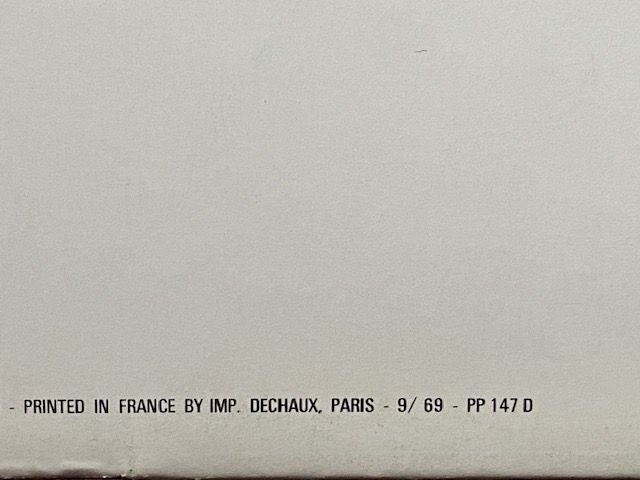 - PRINTED IN FRANCE BY IMP. DECHAUX, PARIS - 9/ 69 - PP 147 D